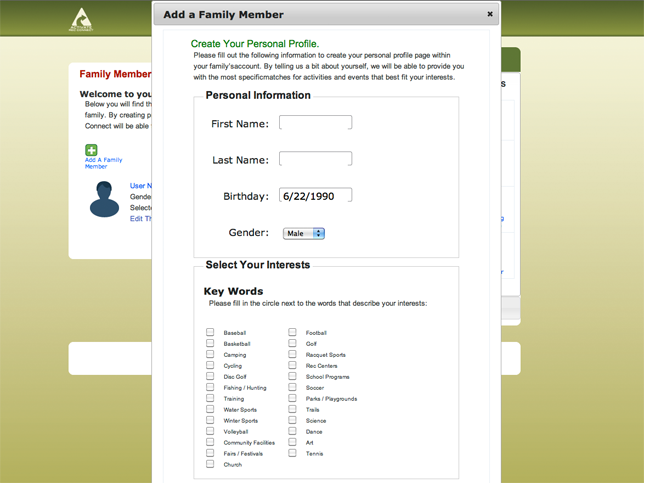 Add a Family Member
Create Your Personal Profile.
Please fill out the following information to create your personal profile page within
your family'saccount. By telling us a bit about yourself, we will be able to provide you
with the most specificmatches for activities and events that best fit your interests.
Personal Information
First Name:
Last Name:
Birthday: 6/22/1990
Gender: Male
Select Your Interests
Key Words
Please fill in the circle next to the words that describe your interests:
Baseball
Basketball
Camping
Cycling
Disc Golf
Fishing / Hunting
Training
Water Sports
Winter Sports
Volleyball
Community Facilities
Fairs / Festivals
Church
Football
Golf
Racquet Sports
Rec Centers
School Programs
Soccer
Parks / Playgrounds
Trails
Science
Dance
Art
Tennis
Family Member
Welcome to you
Below you will find th
family. By creating p
Connect will be able
Add A Family
Member
User N
Gende
Select
Edit Th